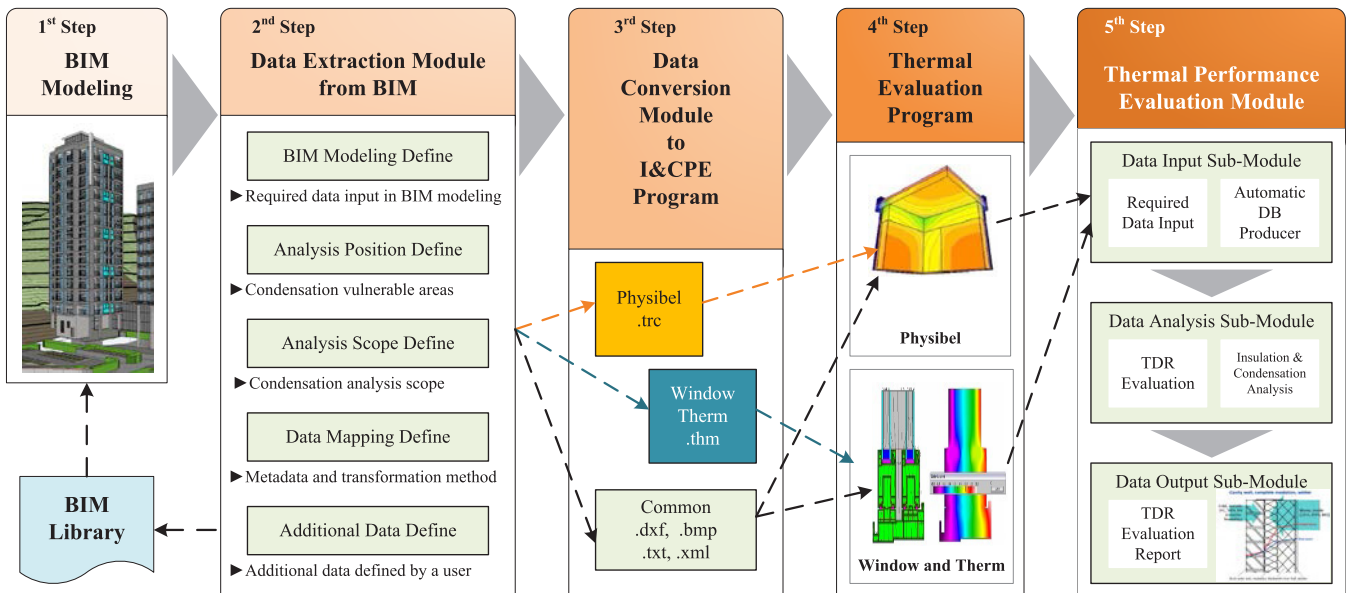 1st Step
BIM
Modeling
BIM
Library
2nd Step
Data Extraction Module
from BIM
BIM Modeling Define
►Required data input in BIM modeling
Analysis Position Define
►Condensation vulnerable areas
Analysis Scope Define
►Condensation analysis scope
Data Mapping Define
►Metadata and transformation method
Additional Data Define
►Additional data defined by a user
3rd Step
Data
Conversion
Module
to
I&CPE
Program
Physibel
.trc
Window
Therm
.thm
Common
.dxf, .bmp
.txt, .xml
4th Step
Thermal
Evaluation
Program
Physibel
Window and Therm
5th Step
Thermal Performance
Evaluation Module
Data Input Sub-Module
Required
Data Input
Automatic
DB
Producer
Data Analysis Sub-Module
TDR
Evaluation
Insulation &
Condensation
Analysis
Data Output Sub-Module
TDR
Evaluation
Report